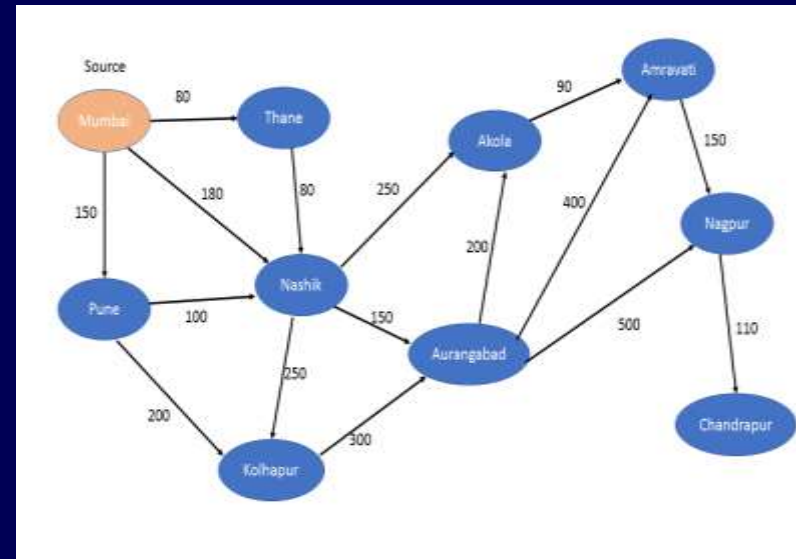 Source
Mumbai
80
Thane
Amravati
90
Akola
150
180
80
250
400
150
Nagpur
200
Nashik
Pune
100
150
Aurangabad
500
110
250
200
300
Chandrapur
Kolhapur